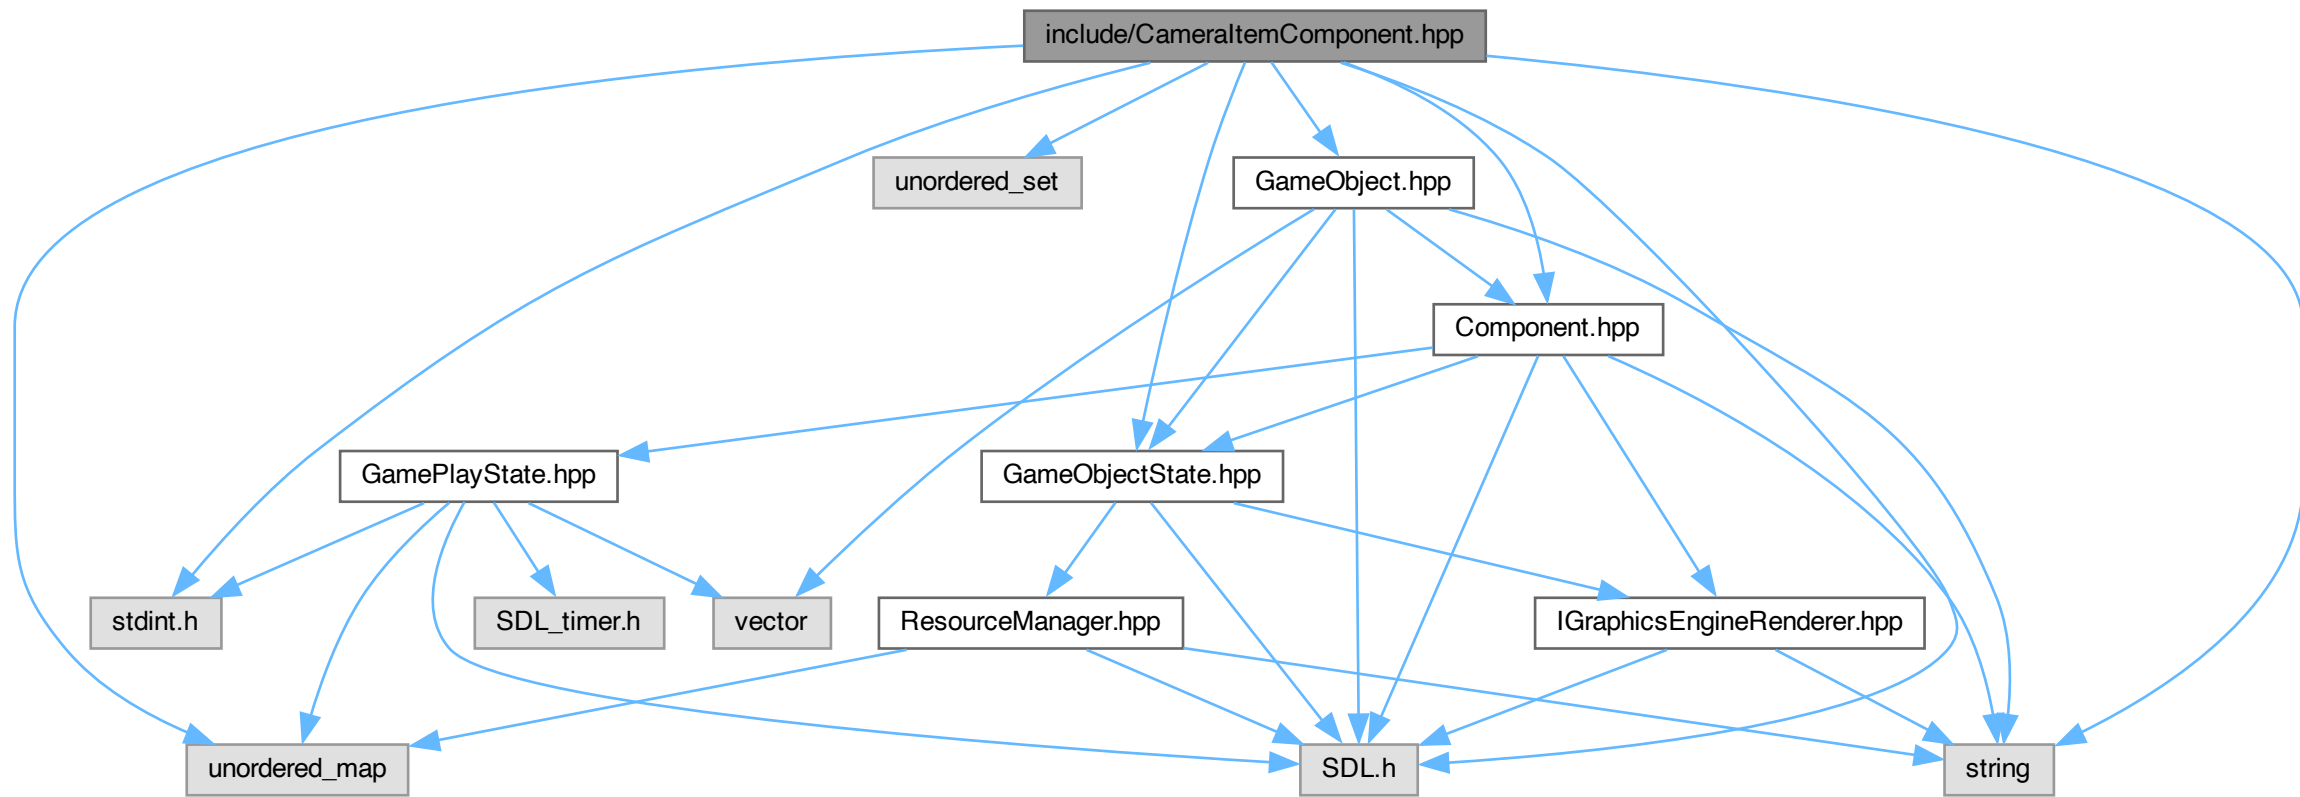 include/CameraItemComponent.hpp
unordered_set
GameObject.hpp
Component.hpp
GamePlayState.hpp
GameObjectState.hpp
stdint.h
SDL_timer.h
vector
ResourceManager.hpp
IGraphicsEngineRenderer.hpp
unordered_map
SDL.h
string